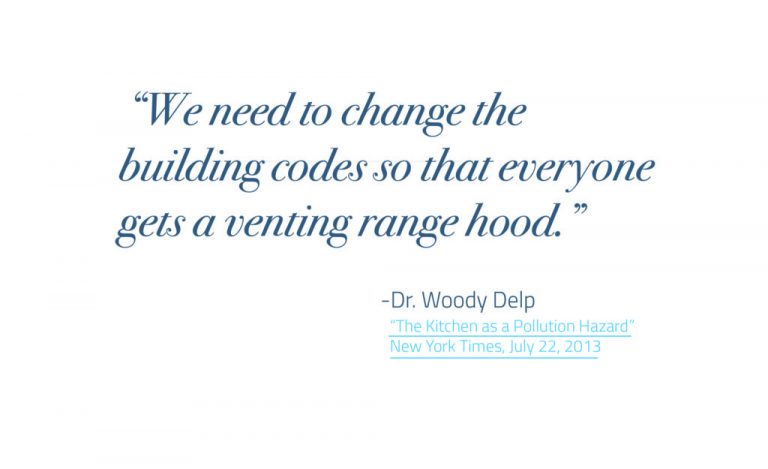 “We need to change the
building codes so that everyone
gets a venting range hood.”
-Dr. Woody Delp
“The Kitchen as a Pollution Hazard”
New York Times, July 22, 2013